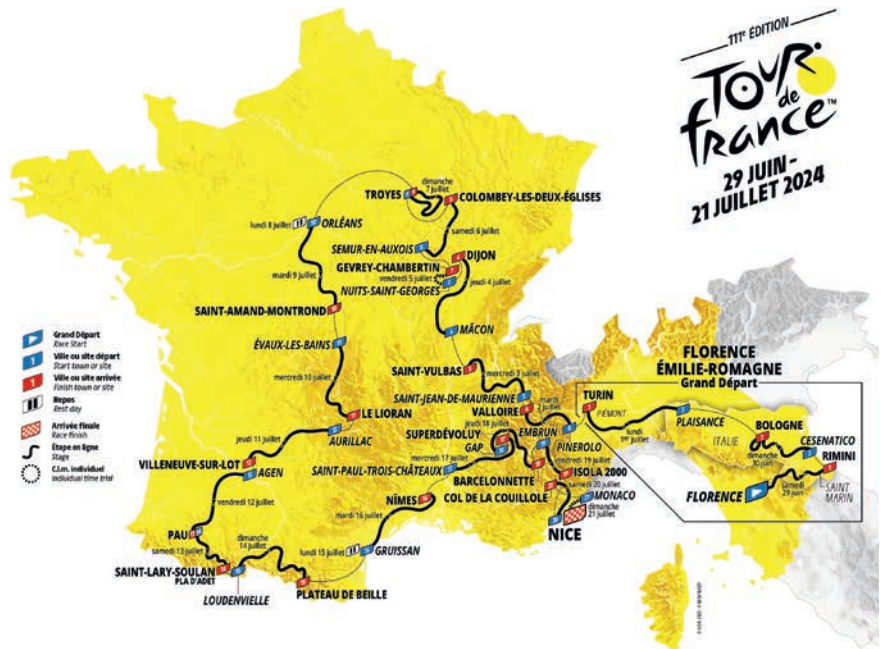 111e ÉDITION
TOUR
de
france™
29 JUIN -
21 JUILLET 2024
dimanche
7 juillet
TROYES
COLOMBEY-LES-DEUX-ÉGLISES
lundi 8 juillet
ORLÉANS
samedi 6 juillet
SEMUR-EN-AUXOIS
DIJON
GEVREY-CHAMBERTIN
vendredi 5 juillet
jeudi 4 juillet
NUITS-SAINT-GEORGES
mardi 9 juillet
SAINT-AMAND-MONTROND
MÂCON
ÉVAUX-LES-BAINS
Grand Départ
Race Start
1
Ville ou site départ
Start town or site
1
Ville ou site arrivée
Finish town or site
Repos
Rest day
Arrivée finale
Race finish
Étape en ligne
Stage
C.l.m. individuel
Individual time trial
SAINT-VULBAS
mercredi 3 juillet
mercredi 10 juillet
SAINT-JEAN-DE-MAURIENNE
mardi
2 juillet
LE LIORAN
VALLOIRE
jeudi 18 juillet
jeudi 11 juillet
AURILLAC
SUPERDÉVOLUY
EMBRUN
GAP
PINEROLO
mercredi 17 juillet
vendredi 19 juillet
VILLENEUVE-SUR-LOT
AGEN
SAINT-PAUL-TROIS-CHÂTEAUX
BARCELONNETTE
ISOLA 2000
samedi 20 juillet
COL DE LA COUILLOLE
MONACO
vendredi 12 juillet
NÎMES
dimanche
21 juillet
NICE
mardi 16 juillet
PAU
samedi 13 juillet
dimanche
14 juillet
lundi 15 juillet
GRUISSAN
SAINT-LARY-SOULAN
PLA D'ADET
LOUDENVIELLE
PLATEAU DE BEILLE
FLORENCE
ÉMILIE-ROMAGNE
Grand Départ
TURIN
PIÉMONT
PLAISANCE
lundi
1er juillet
ITALIE
BOLOGNE
dimanche
30 juin
CESENATICO
RIMINI
samedi
29 juin
FLORENCE
SAINT
MARIN